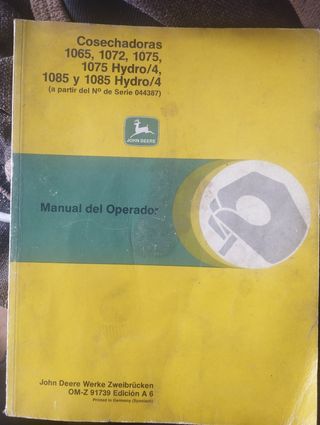 Cosechadoras
1065, 1072, 1075,
1075 Hydro/4,
1085 y 1085 Hydro/4
(a partir del Nº de Serie 044387)
JOHN DEERE
Manual del Operador
John Deere Werke Zweibrücken
OM-Z 91739 Edición A 6
Printed in Germany (Spanisch)